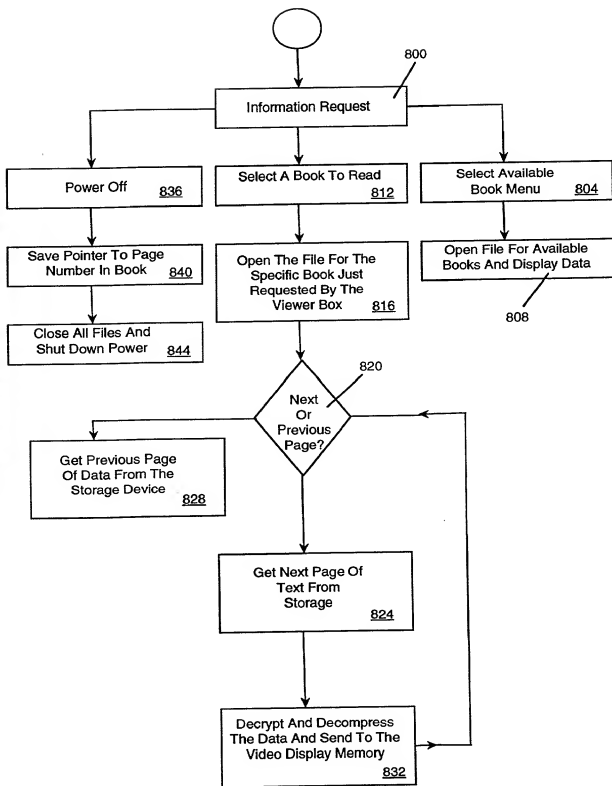 800
Information Request
Power Off 836
Select A Book To Read
812
Select Available
Book Menu 804
Save Pointer To Page
Number In Book 840
Open The File For The
Specific Book Just
Requested By The
Viewer Box 816
Open File For Available
Books And Display Data
808
Close All Files And
Shut Down Power 844
820
Next
Or
Previous
Page?
Get Previous Page
Of Data From The
Storage Device
828
Get Next Page Of
Text From
Storage
824
Decrypt And Decompress
The Data And Send To The
Video Display Memory
832